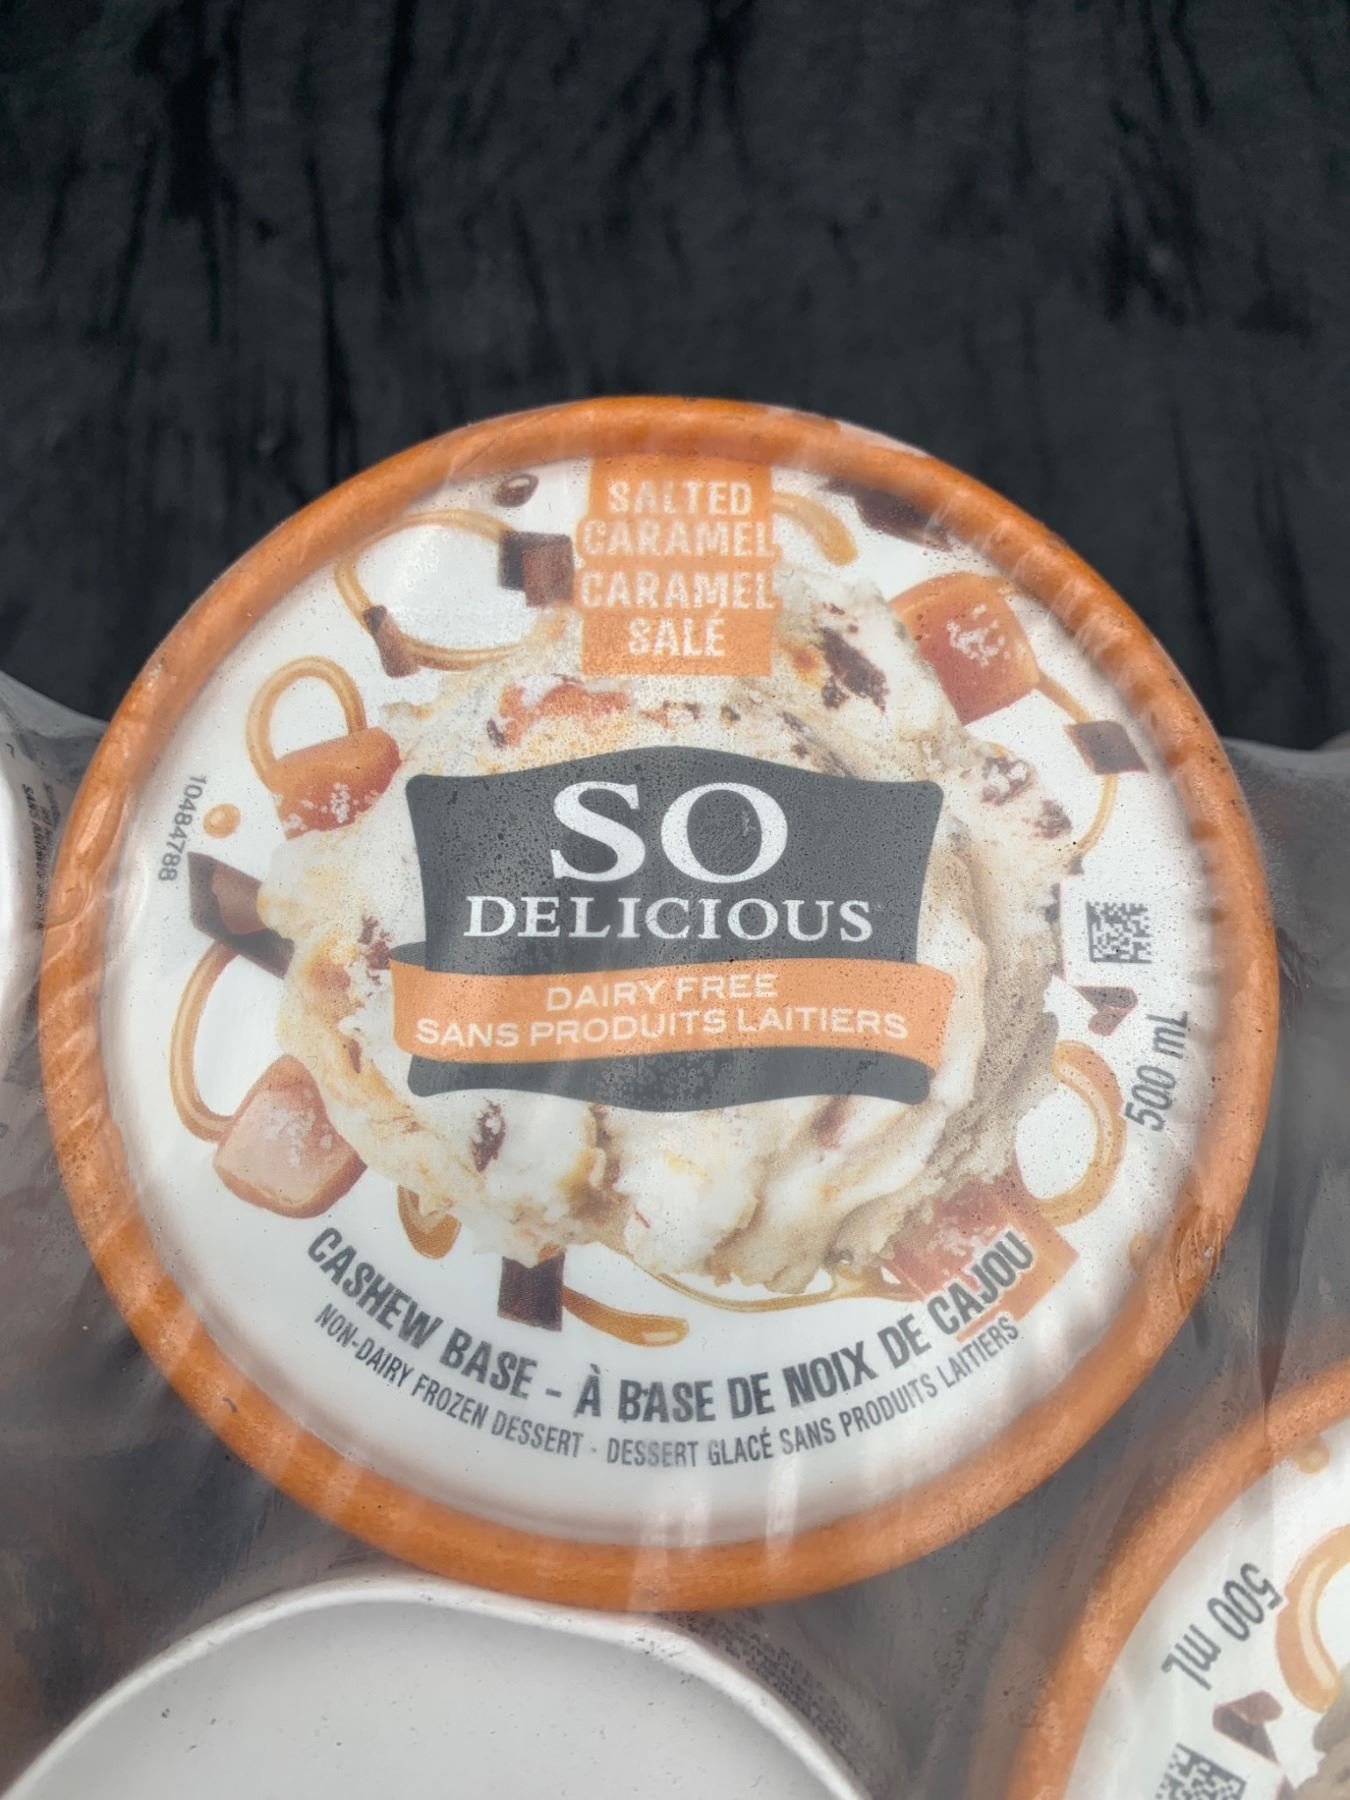 SALTED
CARAMEL
CARAMEL
SALÉ
SO
DELICIOUS
DAIRY FREE
SANS PRODUITS LAITIERS
10484788
500 mL
CASHEW BASE - À BASE DE NOIX DE CAJOU
NON-DAIRY FROZEN DESSERT - DESSERT GLACÉ SANS PRODUITS LAITIERS
500 mL